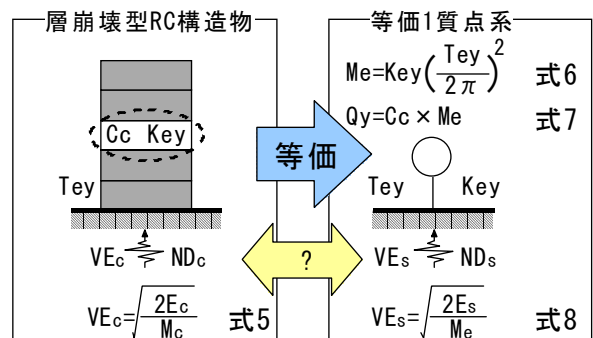 層崩壊型RC構造物
Cc Key
Tey
VEc NDc
VEc=√(2Ec/Mc) 式5
等価
?
等価1質点系
Me=Key(Tey/2π)² 式6
Qy=Cc×Me 式7
Tey Key
VEs NDs
VEs=√(2Es/Me) 式8